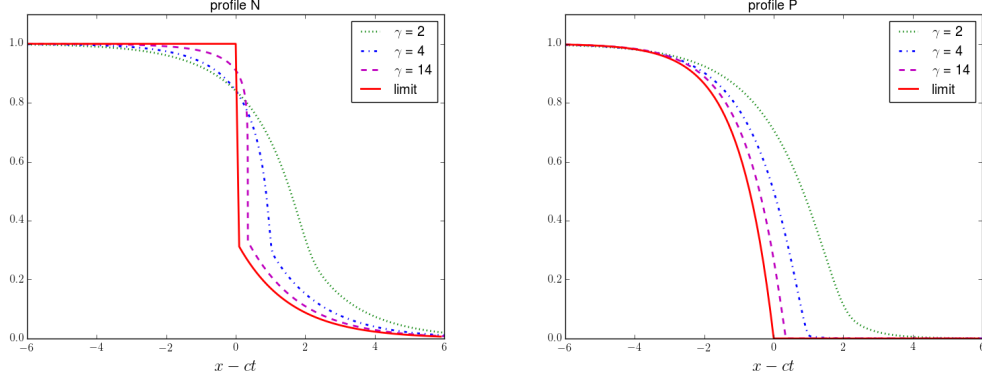 profile N
1.0
0.8
0.6
0.4
0.2
0.0
−6
−4
−2
0
2
4
6
x − ct
γ = 2
γ = 4
γ = 14
limit
profile P
1.0
0.8
0.6
0.4
0.2
0.0
−6
−4
−2
0
2
4
6
x − ct
γ = 2
γ = 4
γ = 14
limit